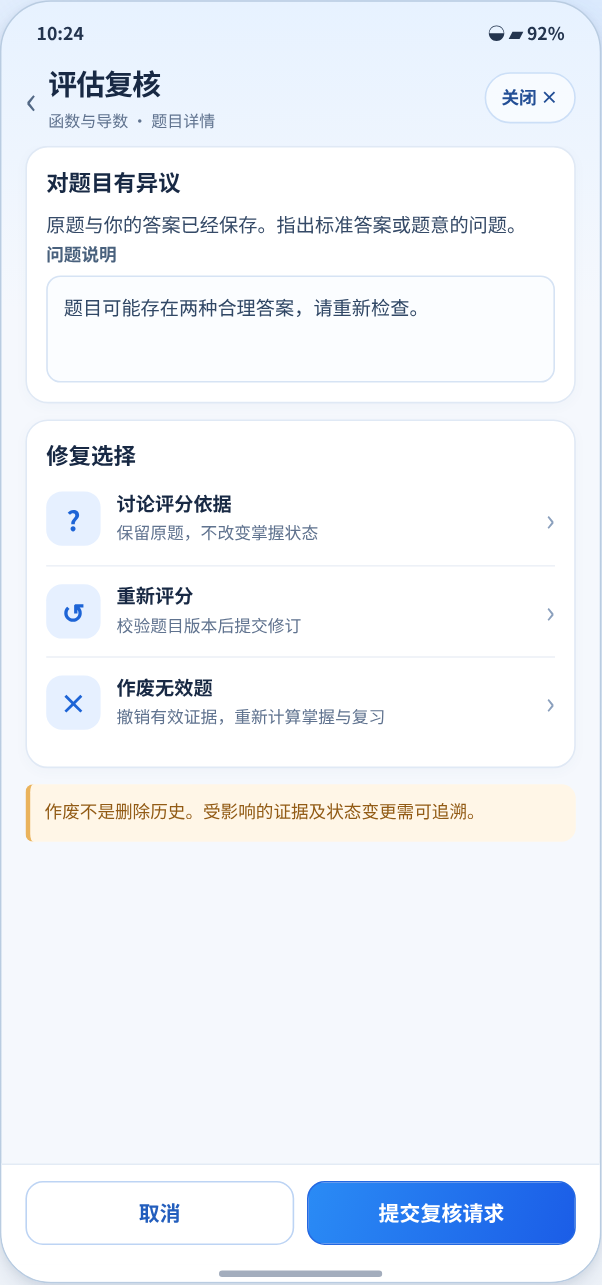 10:24
92%
评估复核
函数与导数 · 题目详情
关闭 ×
对题目有异议
原题与你的答案已经保存。指出标准答案或题意的问题。
问题说明
题目可能存在两种合理答案，请重新检查。
修复选择
?
讨论评分依据
保留原题，不改变掌握状态
重新评分
校验题目版本后提交修订
作废无效题
撤销有效证据，重新计算掌握与复习
作废不是删除历史。受影响的证据及状态变更需可追溯。
取消
提交复核请求